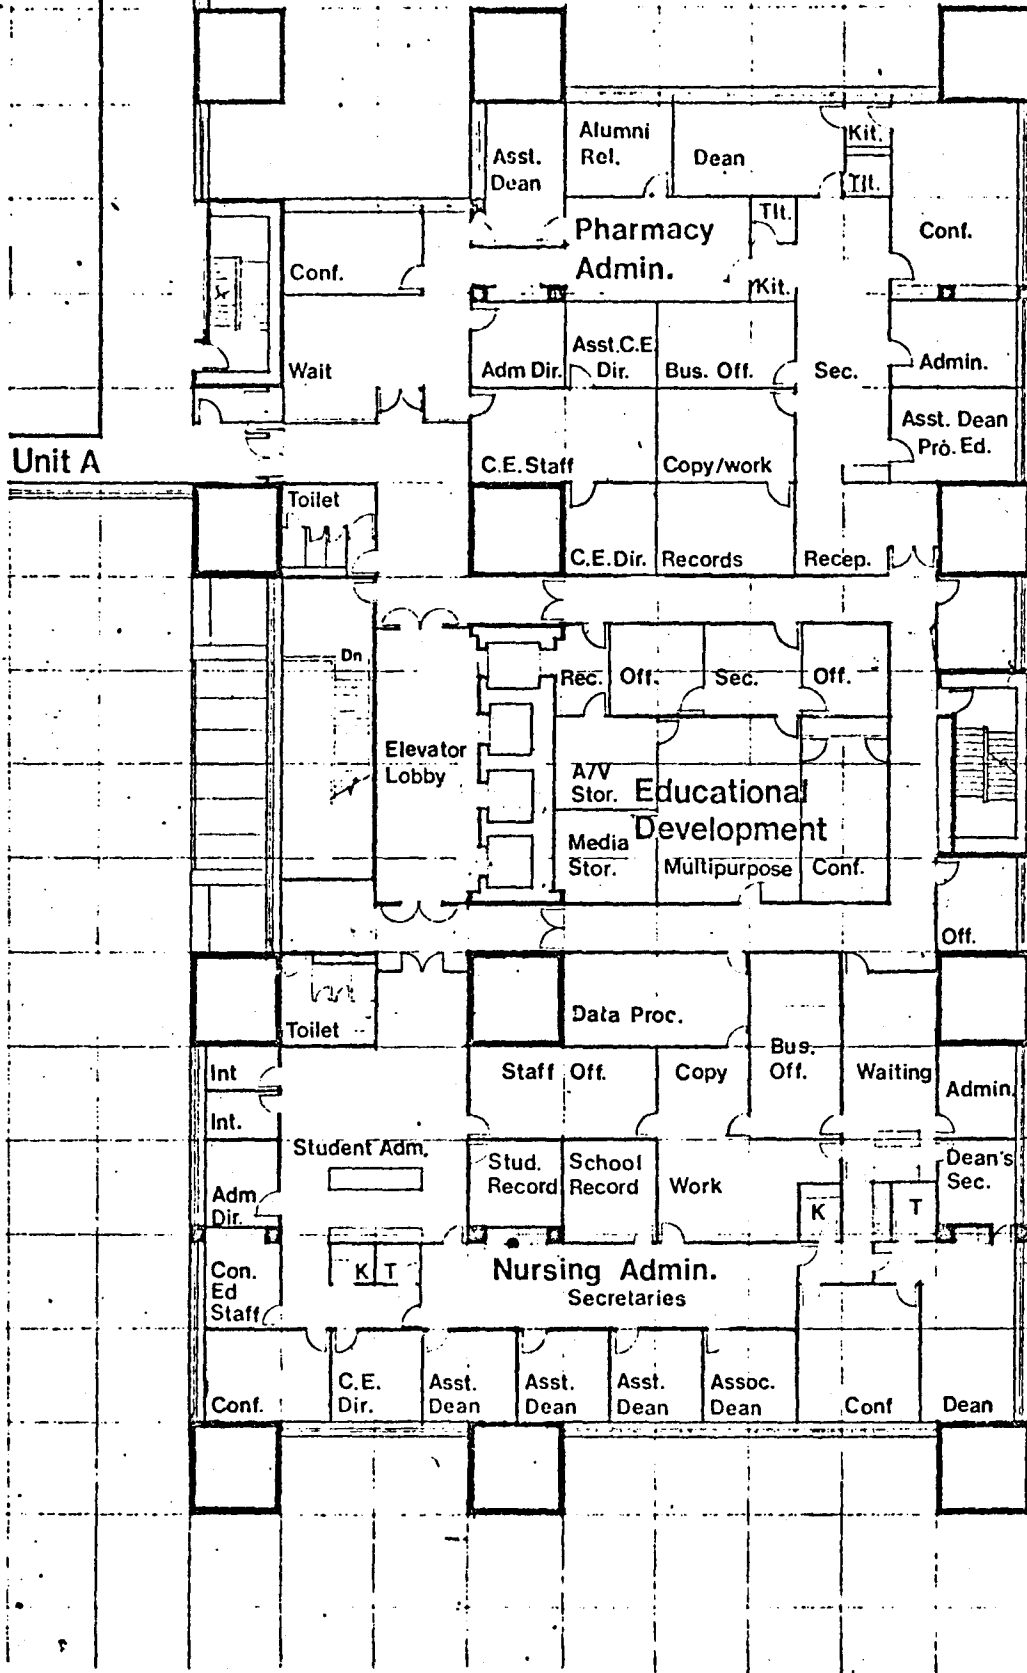 Alumni
Rel.
Kit.
Asst.
Dean
Dean
Tlt.
Tlt.
Pharmacy
Admin.
Conf.
Conf.
Kit.
Wait
Adm Dir.
Asst.C.E.
Dir.
Bus. Off.
Sec.
Admin.
Asst. Dean
Pro. Ed.
Unit A
C.E. Staff
Copy/work
Toilet
C.E.Dir.
Records
Recep.
Dn
Rec.
Off.
Sec.
Off.
Elevator
Lobby
A/V
Stor.
Educational
Development
Media
Stor.
Multipurpose
Conf.
Off.
Toilet
Data Proc.
Int
Staff Off.
Copy
Bus.
Off.
Waiting
Admin.
Int.
Student Adm.
Stud.
Record
School
Record
Work
Dean's
Sec.
Adm
Dir.
K
T
Con.
Ed
Staff
K T
Nursing Admin.
Secretaries
Conf.
C.E.
Dir.
Asst.
Dean
Asst.
Dean
Asst.
Dean
Assoc.
Dean
Conf
Dean